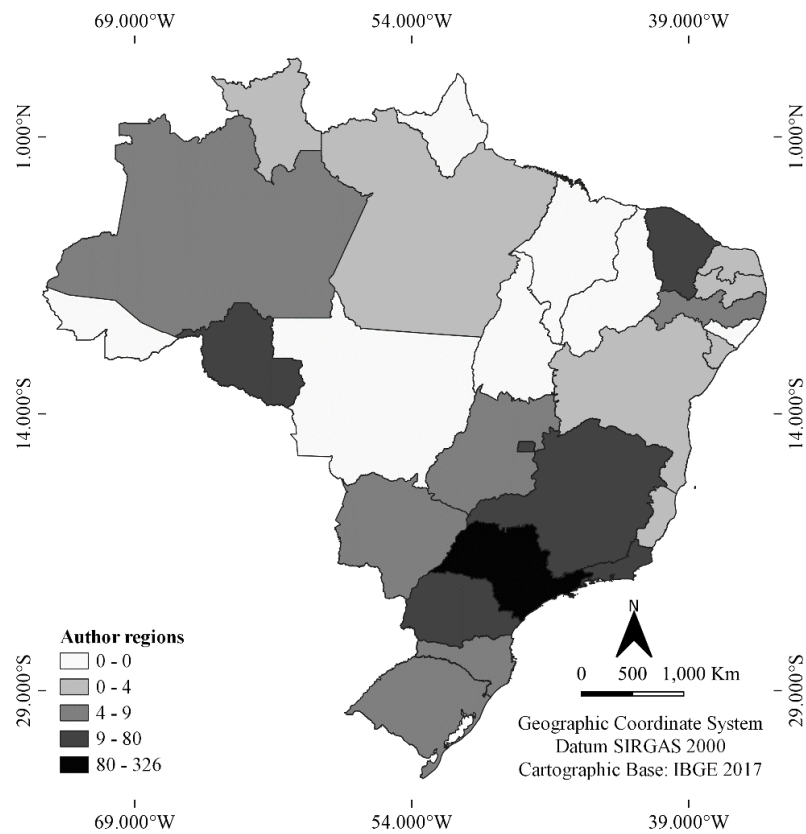 69.000°W 54.000°W 39.000°W
1.000°N 1.000°N
14.000°S 14.000°S
29.000°S 29.000°S
Author regions
0 - 0
0 - 4
4 - 9
9 - 80
80 - 326
N
0 500 1,000 Km
Geographic Coordinate System
Datum SIRGAS 2000
Cartographic Base: IBGE 2017
69.000°W 54.000°W 39.000°W